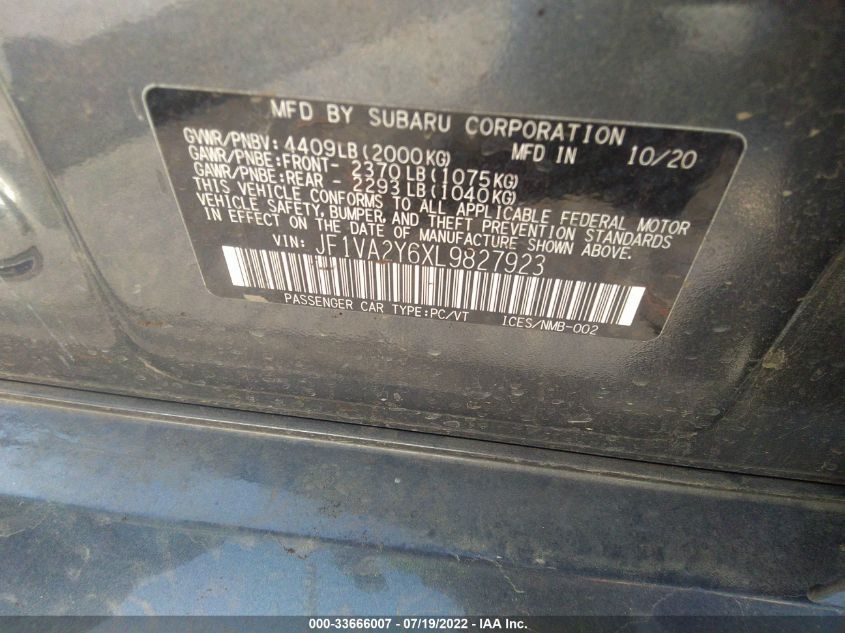 MFD BY SUBARU CORPORATION
GVWR/PNBV: 4409LB(2000KG) MFD IN 10/20
GAWR/PNBE:FRONT- 2370LB(1075KG)
GAWR/PNBE:REAR - 2293LB(1040KG)
THIS VEHICLE CONFORMS TO ALL APPLICABLE FEDERAL MOTOR
VEHICLE SAFETY, BUMPER, AND THEFT PREVENTION STANDARDS
IN EFFECT ON THE DATE OF MANUFACTURE SHOWN ABOVE.
VIN: JF1VA2Y6XL9827923
PASSENGER CAR TYPE:PC/VT ICES/NMB-002
000-33666007 - 07/19/2022 - IAA Inc.